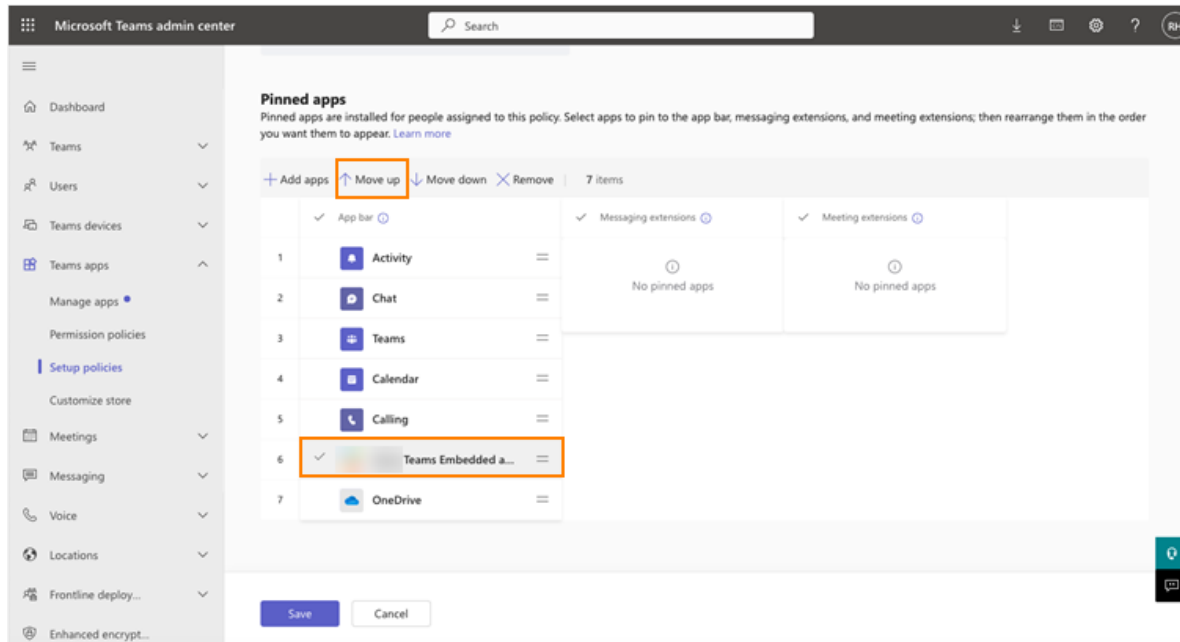 Microsoft Teams admin center
Search
?
RH
Dashboard
Teams
Users
Teams devices
Teams apps
Manage apps
Permission policies
Setup policies
Customize store
Meetings
Messaging
Voice
Locations
Frontline deploy...
Enhanced encrypt...
Pinned apps
Pinned apps are installed for people assigned to this policy. Select apps to pin to the app bar, messaging extensions, and meeting extensions; then rearrange them in the order
you want them to appear. Learn more
Add apps Move up Move down Remove 7 items
App bar Messaging extensions Meeting extensions
1 Activity
2 Chat
3 Teams
4 Calendar
5 Calling
6 Teams Embedded a...
7 OneDrive
No pinned apps
No pinned apps
Save Cancel